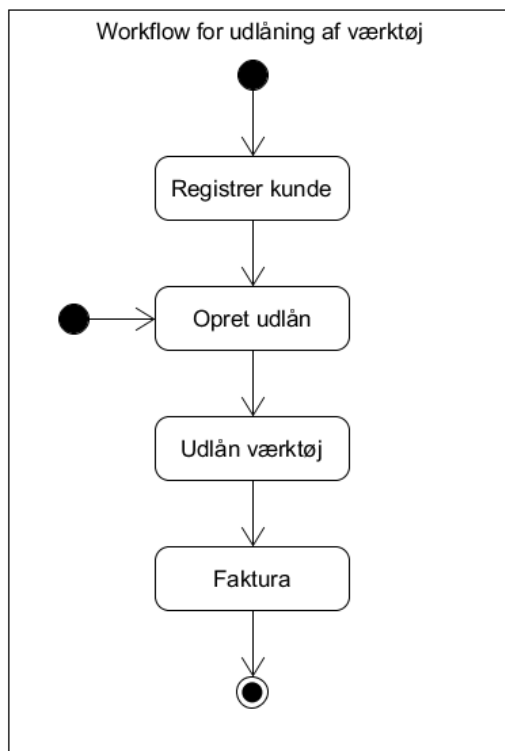 Workflow for udlåning af værktøj
Registrer kunde
Opret udlån
Udlån værktøj
Faktura